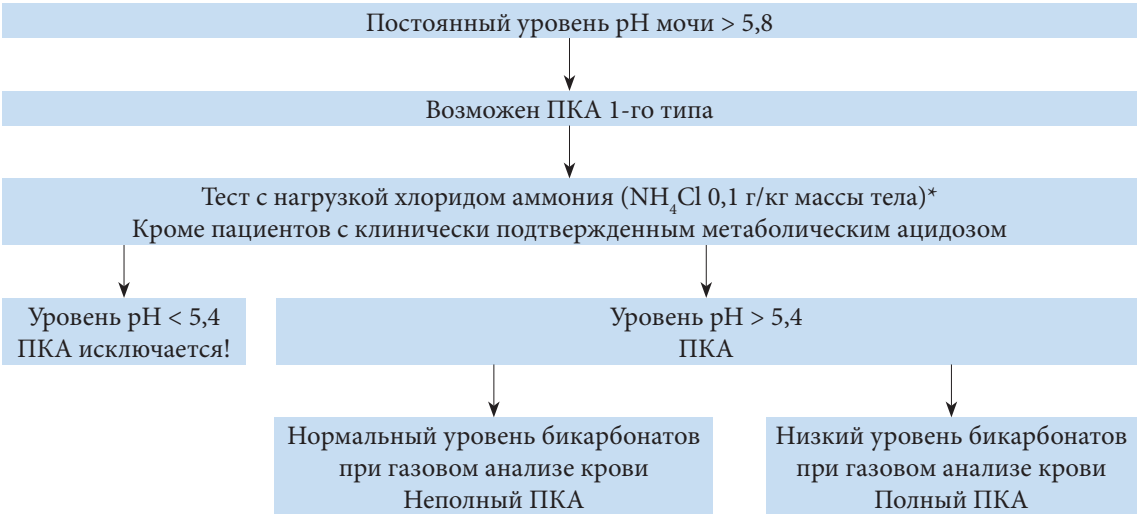 Постоянный уровень pH мочи > 5,8
Возможен ПКА 1-го типа
Тест с нагрузкой хлоридом аммония (NH₄Cl 0,1 г/кг массы тела)*
Кроме пациентов с клинически подтвержденным метаболическим ацидозом
Уровень pH < 5,4
ПКА исключается!
Уровень pH > 5,4
ПКА
Нормальный уровень бикарбонатов
при газовом анализе крови
Неполный ПКА
Низкий уровень бикарбонатов
при газовом анализе крови
Полный ПКА